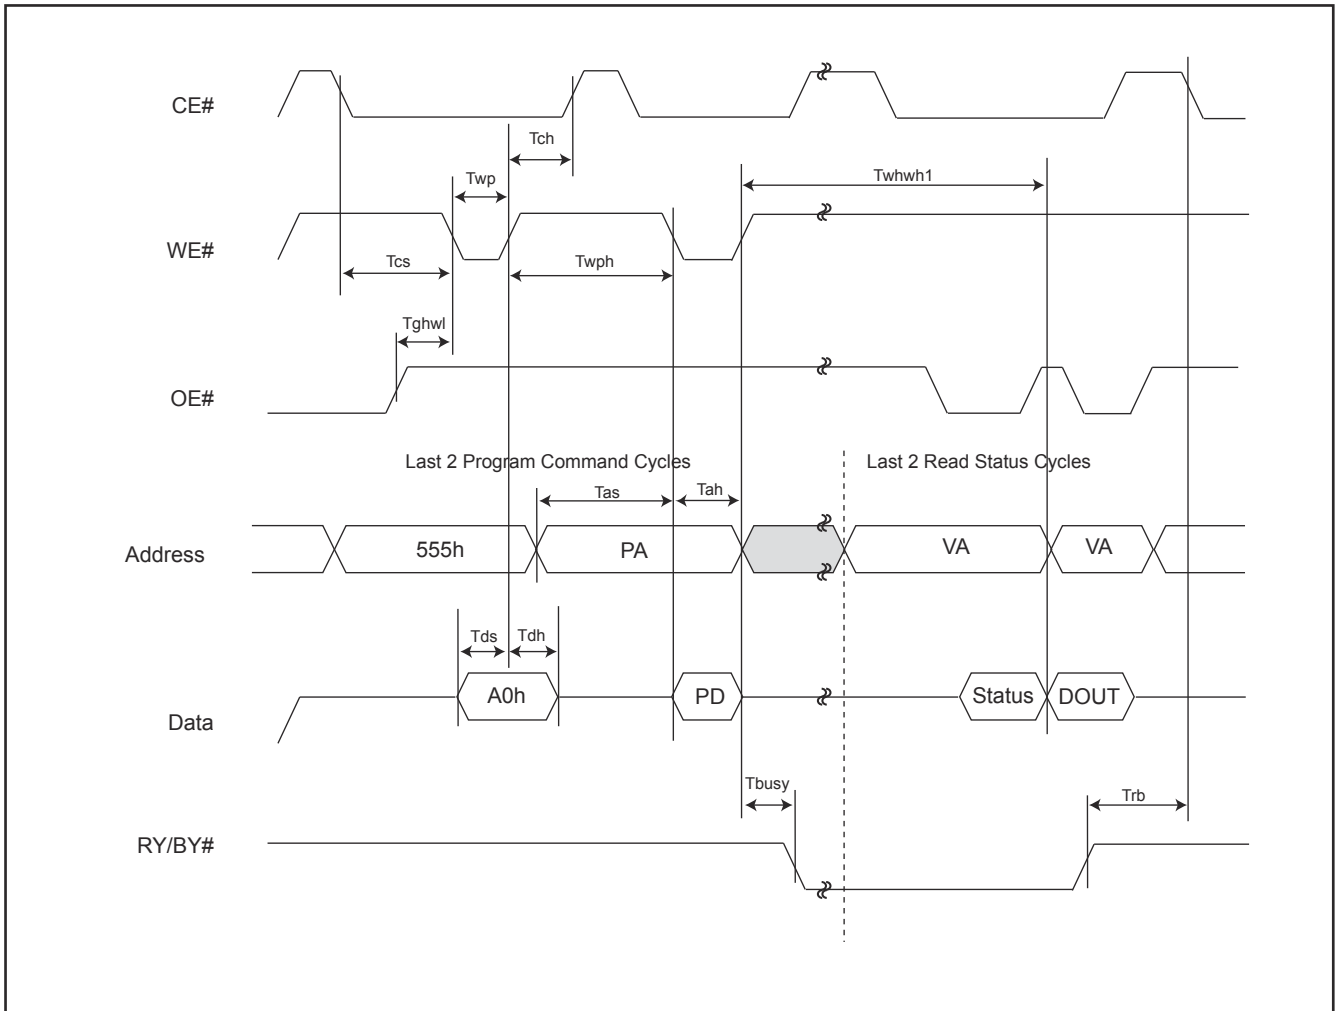 CE#
Tch
Twp
Twhwh1
WE#
Tcs
Twph
Tghwl
OE#
Last 2 Program Command Cycles
Last 2 Read Status Cycles
Tas
Tah
Address
555h
PA
VA
VA
Tds
Tdh
A0h
PD
Status
DOUT
Data
Tbusy
Trb
RY/BY#